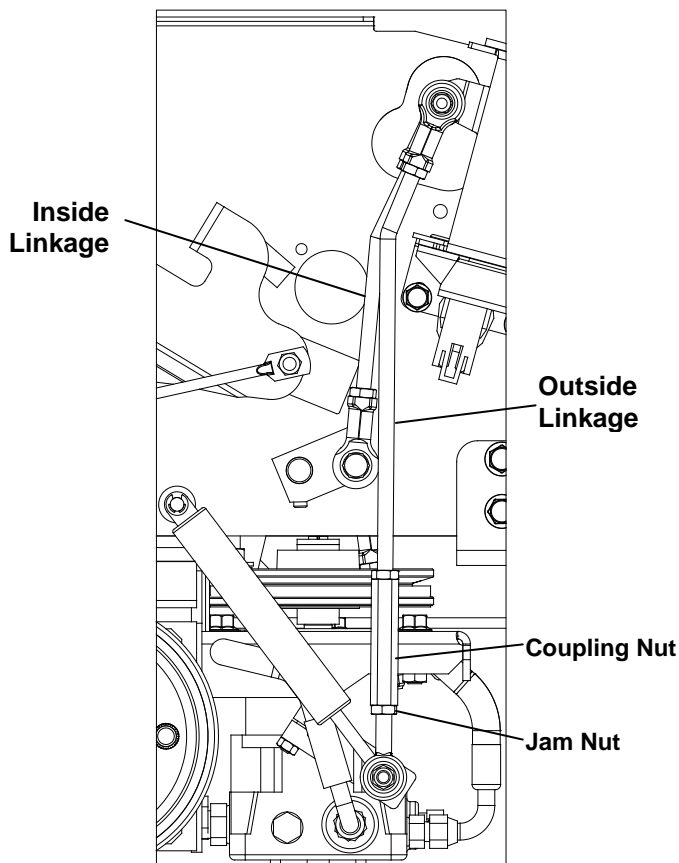 Inside
Linkage
Outside
Linkage
Coupling Nut
Jam Nut